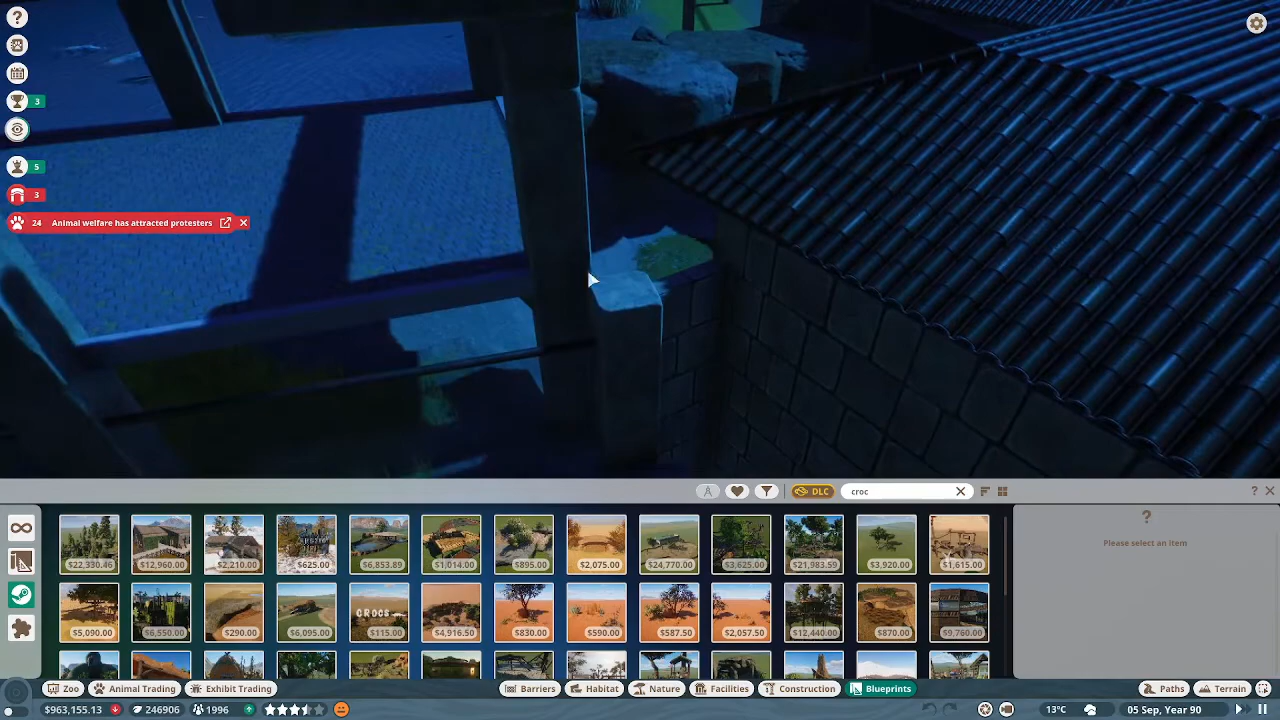 ?
3
5
3
24 Animal welfare has attracted protesters
DLC
croc
?
$22,330.46 $12,960.00 $2,210.00 $625.00 $6,853.89 $1,014.00 $895.00 $2,075.00 $24,770.00 $3,625.00 $21,983.59 $3,920.00 $1,615.00
?
Please select an item
CROCS
$5,090.00 $6,550.00 $290.00 $6,095.00 $115.00 $4,916.50 $830.00 $590.00 $587.50 $2,057.50 $12,440.00 $870.00 $9,760.00
Zoo Animal Trading Exhibit Trading Barriers Habitat Nature Facilities Construction Blueprints Paths Terrain
$963,155.13 246906 1996 13°C 05 Sep, Year 90